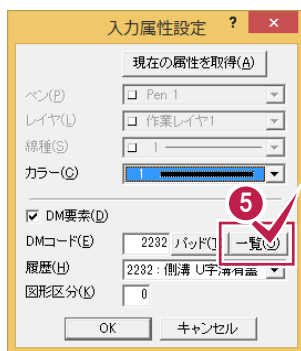 入力属性設定 ? ×
現在の属性を取得(A)
ペン(P) Pen 1
レイヤ(L) 作業レイヤ1
線種(S) 1
カラー(C) 1
DM要素(D)
5
DMコード(E) 2232 パッド( 一覧
履歴(H) 2232 : 側溝 U字溝有蓋
図形区分(K) 0
OK キャンセル